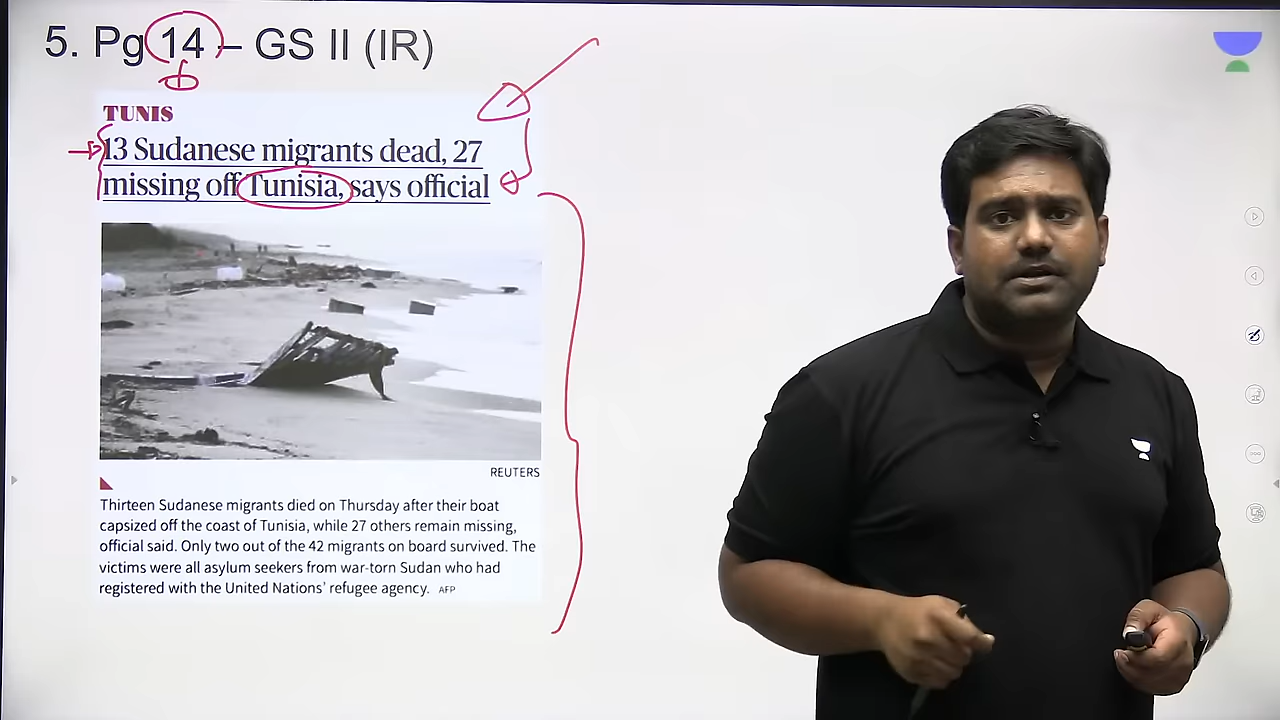 5. Pg 14 – GS II (IR)
TUNIS
13 Sudanese migrants dead, 27
missing off Tunisia, says official
REUTERS
Thirteen Sudanese migrants died on Thursday after their boat
capsized off the coast of Tunisia, while 27 others remain missing,
official said. Only two out of the 42 migrants on board survived. The
victims were all asylum seekers from war-torn Sudan who had
registered with the United Nations' refugee agency. AFP